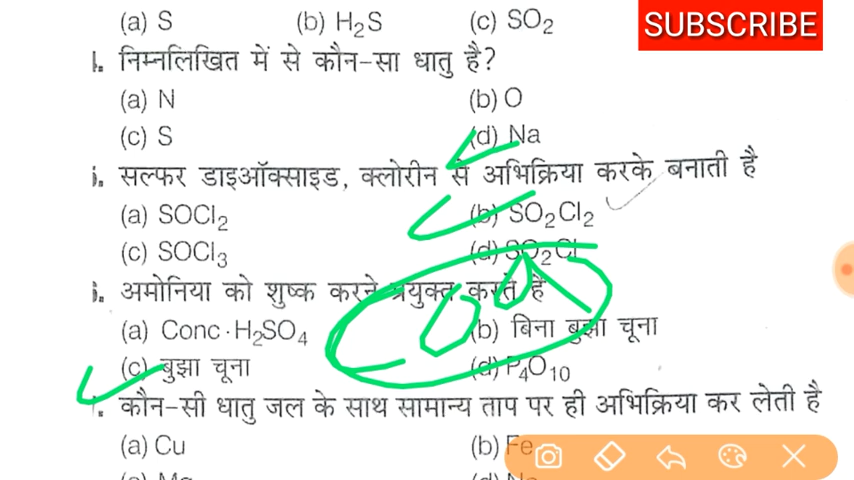 SUBSCRIBE
(a) S (b) H₂S (c) SO₂
. निम्नलिखित में से कौन-सा धातु है?
(a) N (b) O
(c) S (d) Na
. सल्फर डाइऑक्साइड, क्लोरीन से अभिक्रिया करके बनाती है
(a) SOCl₂ (b) SO₂Cl₂
(c) SOCl₃ (d) SO₂Cl
. अमोनिया को शुष्क करने प्रयुक्त करते हैं
(a) Conc·H₂SO₄ (b) बिना बुझा चूना
(c) बुझा चूना (d) P₄O₁₀
. कौन-सी धातु जल के साथ सामान्य ताप पर ही अभिक्रिया कर लेती है
(a) Cu (b) Fe